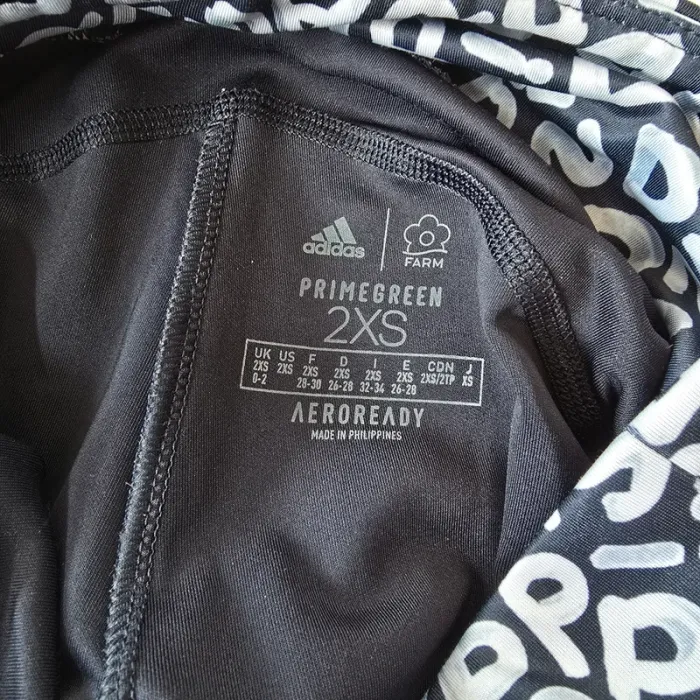 adidas
FARM
PRIMEGREEN
2XS
UK US F D I E CDN J
2XS 2XS 2XS 2XS 2XS 2XS 2XS/2TP XS
0-2 28-30 26-28 32-34 26-28
AEROREADY
MADE IN PHILIPPINES